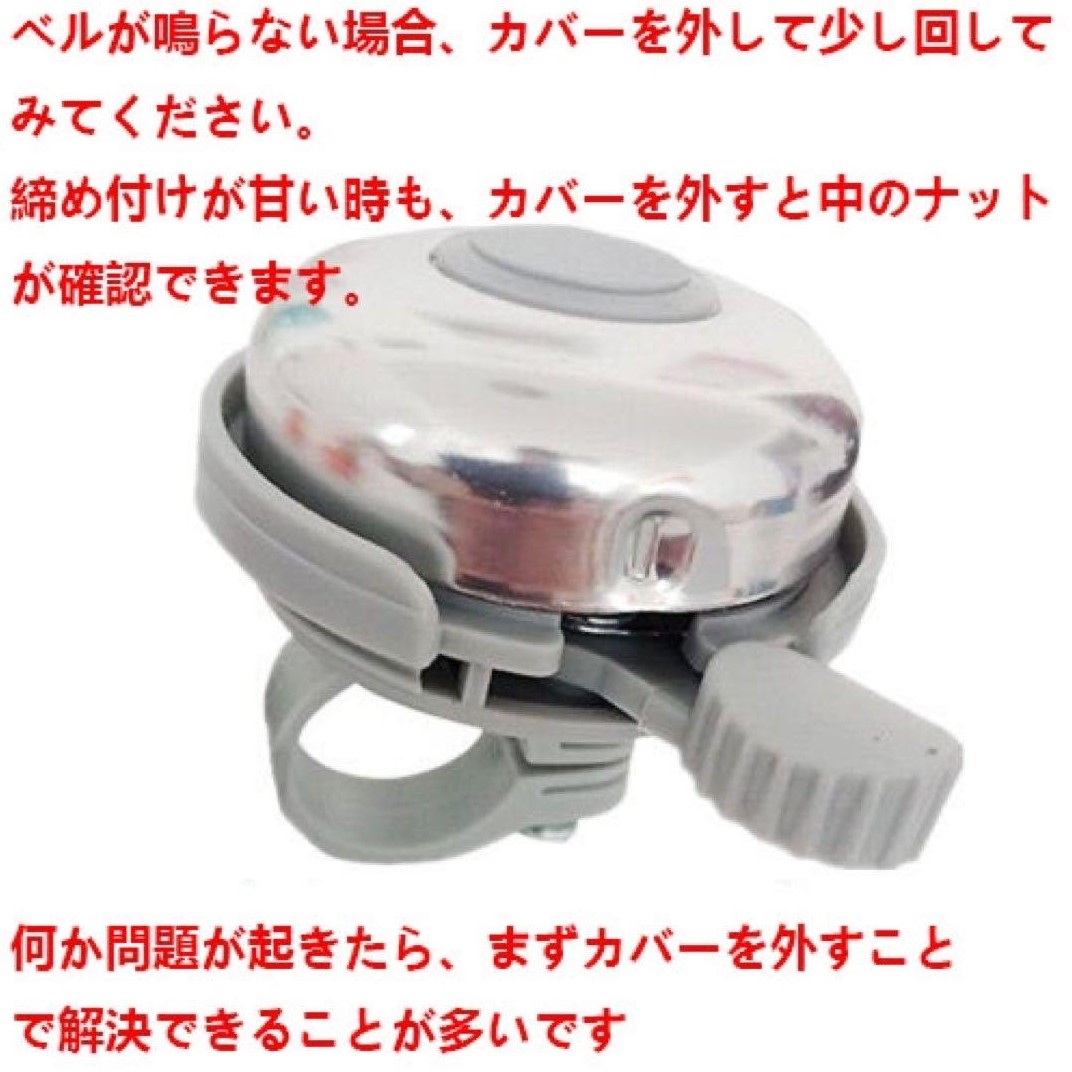 ベルが鳴らない場合、カバーを外して少し回して
みてください。
締め付けが甘い時も、カバーを外すと中のナット
が確認できます。
何か問題が起きたら、まずカバーを外すこと
で解決できることが多いです